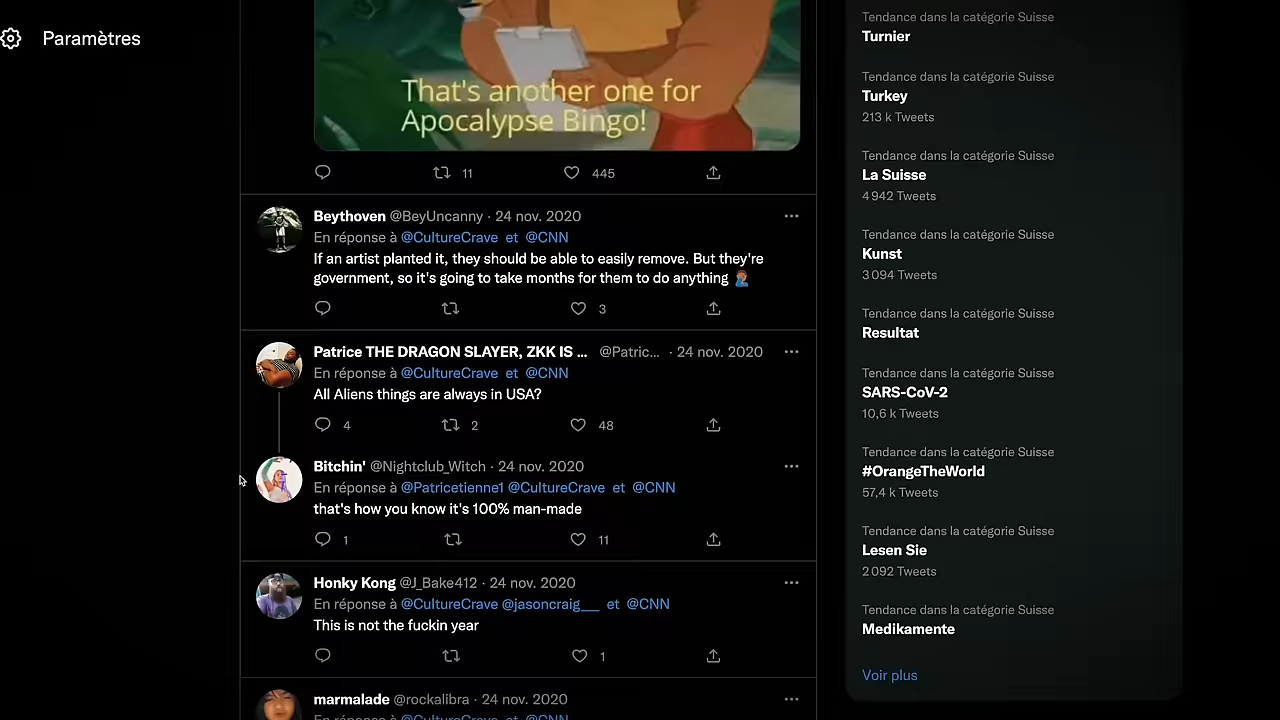 Paramètres
That's another one for
Apocalypse Bingo!
11
445
Beythoven @BeyUncanny · 24 nov. 2020
En réponse à @CultureCrave et @CNN
If an artist planted it, they should be able to easily remove. But they're
government, so it's going to take months for them to do anything 🤦🏾‍♂️
3
Patrice THE DRAGON SLAYER, ZKK IS ... @Patric... · 24 nov. 2020
En réponse à @CultureCrave et @CNN
All Aliens things are always in USA?
4
2
48
Bitchin' @Nightclub_Witch · 24 nov. 2020
En réponse à @Patricetienne1 @CultureCrave et @CNN
that's how you know it's 100% man-made
1
11
Honky Kong @J_Bake412 · 24 nov. 2020
En réponse à @CultureCrave @jasoncraig___ et @CNN
This is not the fuckin year
1
marmalade @rockalibra · 24 nov. 2020
En réponse à @CultureCrave et @CNN
Tendance dans la catégorie Suisse
Turnier
Tendance dans la catégorie Suisse
Turkey
213 k Tweets
Tendance dans la catégorie Suisse
La Suisse
4 942 Tweets
Tendance dans la catégorie Suisse
Kunst
3 094 Tweets
Tendance dans la catégorie Suisse
Resultat
Tendance dans la catégorie Suisse
SARS-CoV-2
10,6 k Tweets
Tendance dans la catégorie Suisse
#OrangeTheWorld
57,4 k Tweets
Tendance dans la catégorie Suisse
Lesen Sie
2 092 Tweets
Tendance dans la catégorie Suisse
Medikamente
Voir plus